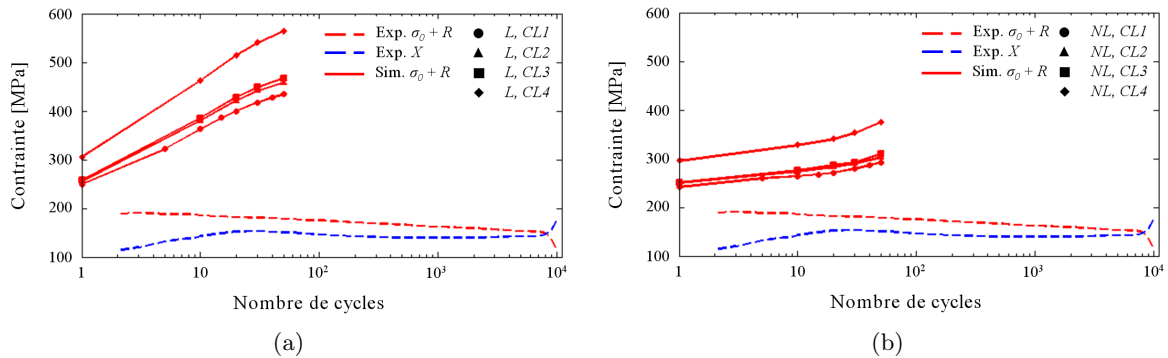 600
500
400
300
200
100
Contrainte [MPa]
Exp. σ0 + R
Exp. X
Sim. σ0 + R
L, CL1
L, CL2
L, CL3
L, CL4
1
10
10²
10³
10⁴
Nombre de cycles
(a)
600
500
400
300
200
100
Contrainte [MPa]
Exp. σ0 + R
Exp. X
Sim. σ0 + R
NL, CL1
NL, CL2
NL, CL3
NL, CL4
1
10
10²
10³
10⁴
Nombre de cycles
(b)